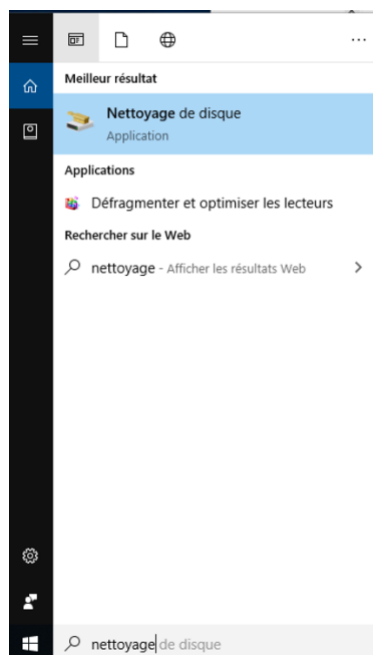 ...
Meilleur résultat
Nettoyage de disque
Application
Applications
Défragmenter et optimiser les lecteurs
Rechercher sur le Web
nettoyage - Afficher les résultats Web
nettoyage de disque